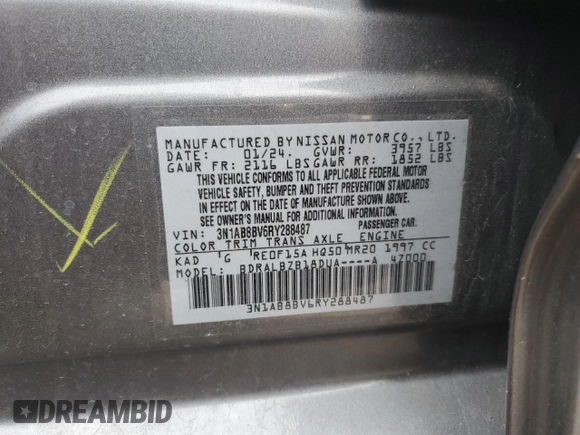 MANUFACTURED BY NISSAN MOTOR CO., LTD.
DATE: 01/24. GVWR: 3957 LBS
GAWR FR: 2116 LBS GAWR RR: 1852 LBS
THIS VEHICLE CONFORMS TO ALL APPLICABLE FEDERAL MOTOR
VEHICLE SAFETY, BUMPER AND THEFT PREVENTION STANDARDS
IN EFFECT ON THE DATE OF MANUFACTURE SHOWN ABOVE.
SEE OWNER'S MANUAL FOR ADDITIONAL INFORMATION.
VIN: 3N1AB8BV6RY288487 PASSENGER CAR.
COLOR TRIM TRANS AXLE ENGINE
KAD 'G 'RE0F15A HQ50 MR20 1997 CC
MODEL: BDRALBZB18DUA----A 4Z000
3N1AB8BV6RY288487
DREAMBID